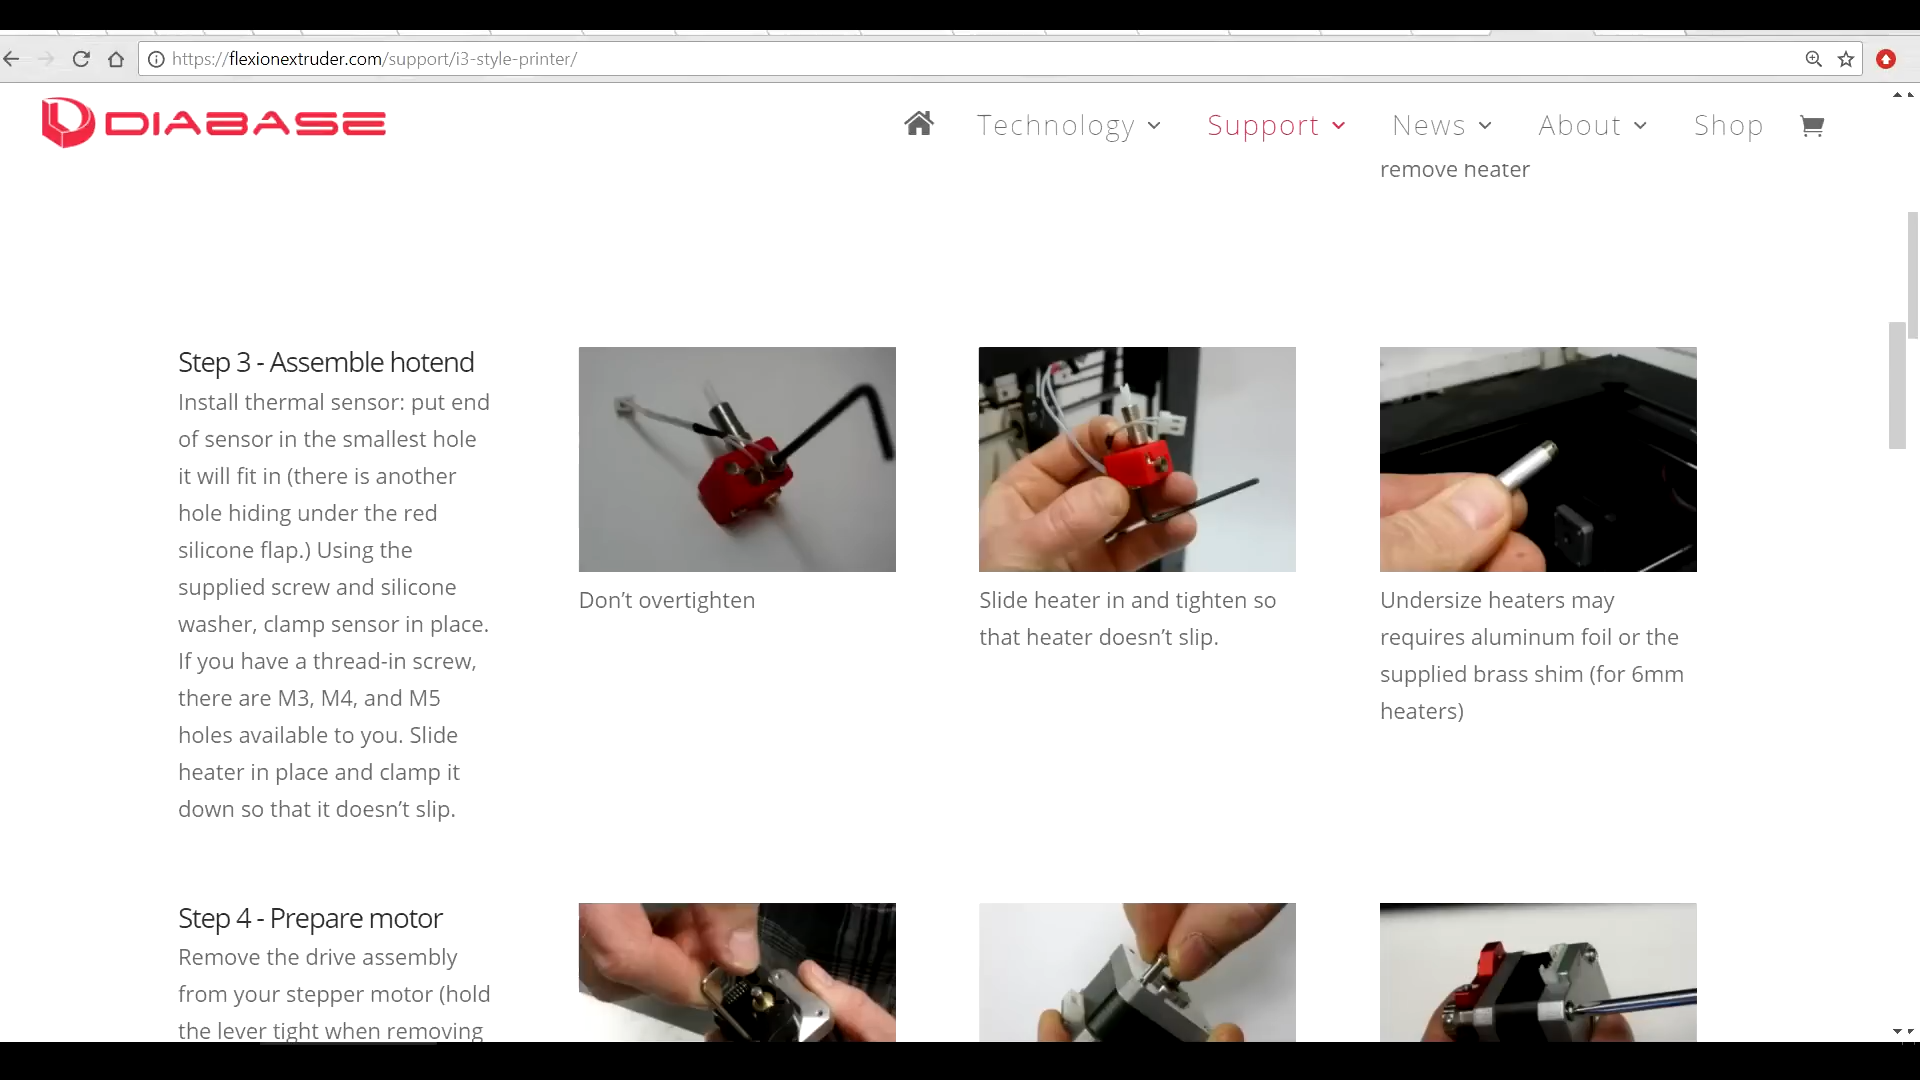 https://flexionextruder.com/support/i3-style-printer/
DIABASE
Technology
Support
News
About
Shop
remove heater
Step 3 - Assemble hotend
Install thermal sensor: put end
of sensor in the smallest hole
it will fit in (there is another
hole hiding under the red
silicone flap.) Using the
supplied screw and silicone
washer, clamp sensor in place.
If you have a thread-in screw,
there are M3, M4, and M5
holes available to you. Slide
heater in place and clamp it
down so that it doesn’t slip.
Don’t overtighten
Slide heater in and tighten so
that heater doesn’t slip.
Undersize heaters may
requires aluminum foil or the
supplied brass shim (for 6mm
heaters)
Step 4 - Prepare motor
Remove the drive assembly
from your stepper motor (hold
the lever tight when removing